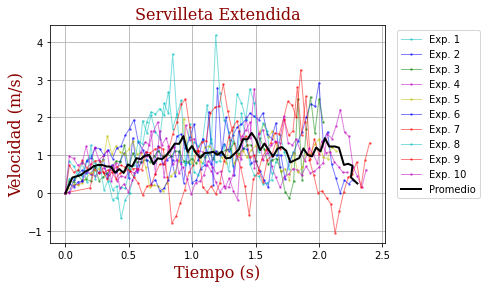 Servilleta Extendida
Velocidad (m/s)
4
3
2
1
0
−1
0.0 0.5 1.0 1.5 2.0 2.5
Tiempo (s)
Exp. 1
Exp. 2
Exp. 3
Exp. 4
Exp. 5
Exp. 6
Exp. 7
Exp. 8
Exp. 9
Exp. 10
Promedio